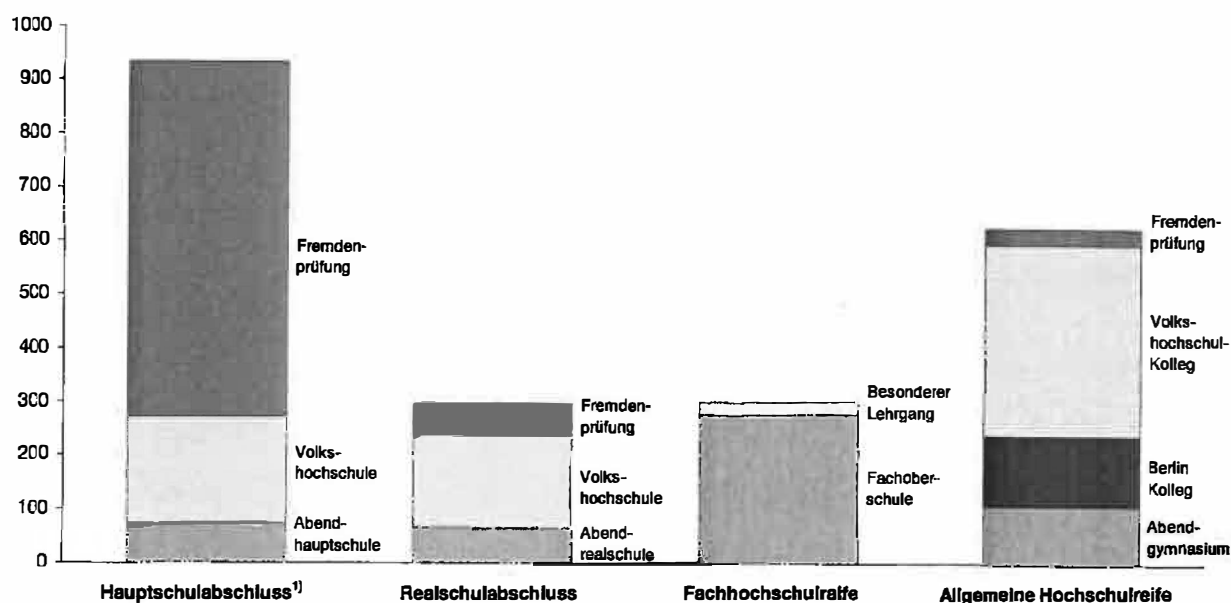 1000
900
800
700
600
500
400
300
200
100
0
Fremden-
prüfung
Volks-
hochschule
Abend-
hauptschule
Hauptschulabschluss¹⁾
Fremden-
prüfung
Volks-
hochschule
Abend-
realschule
Realschulabschluss
Besonderer
Lehrgang
Fachober-
schule
Fachhochschulreife
Fremden-
prüfung
Volks-
hochschul-
Kolleg
Berlin
Kolleg
Abend-
gymnasium
Allgemeine Hochschulreife